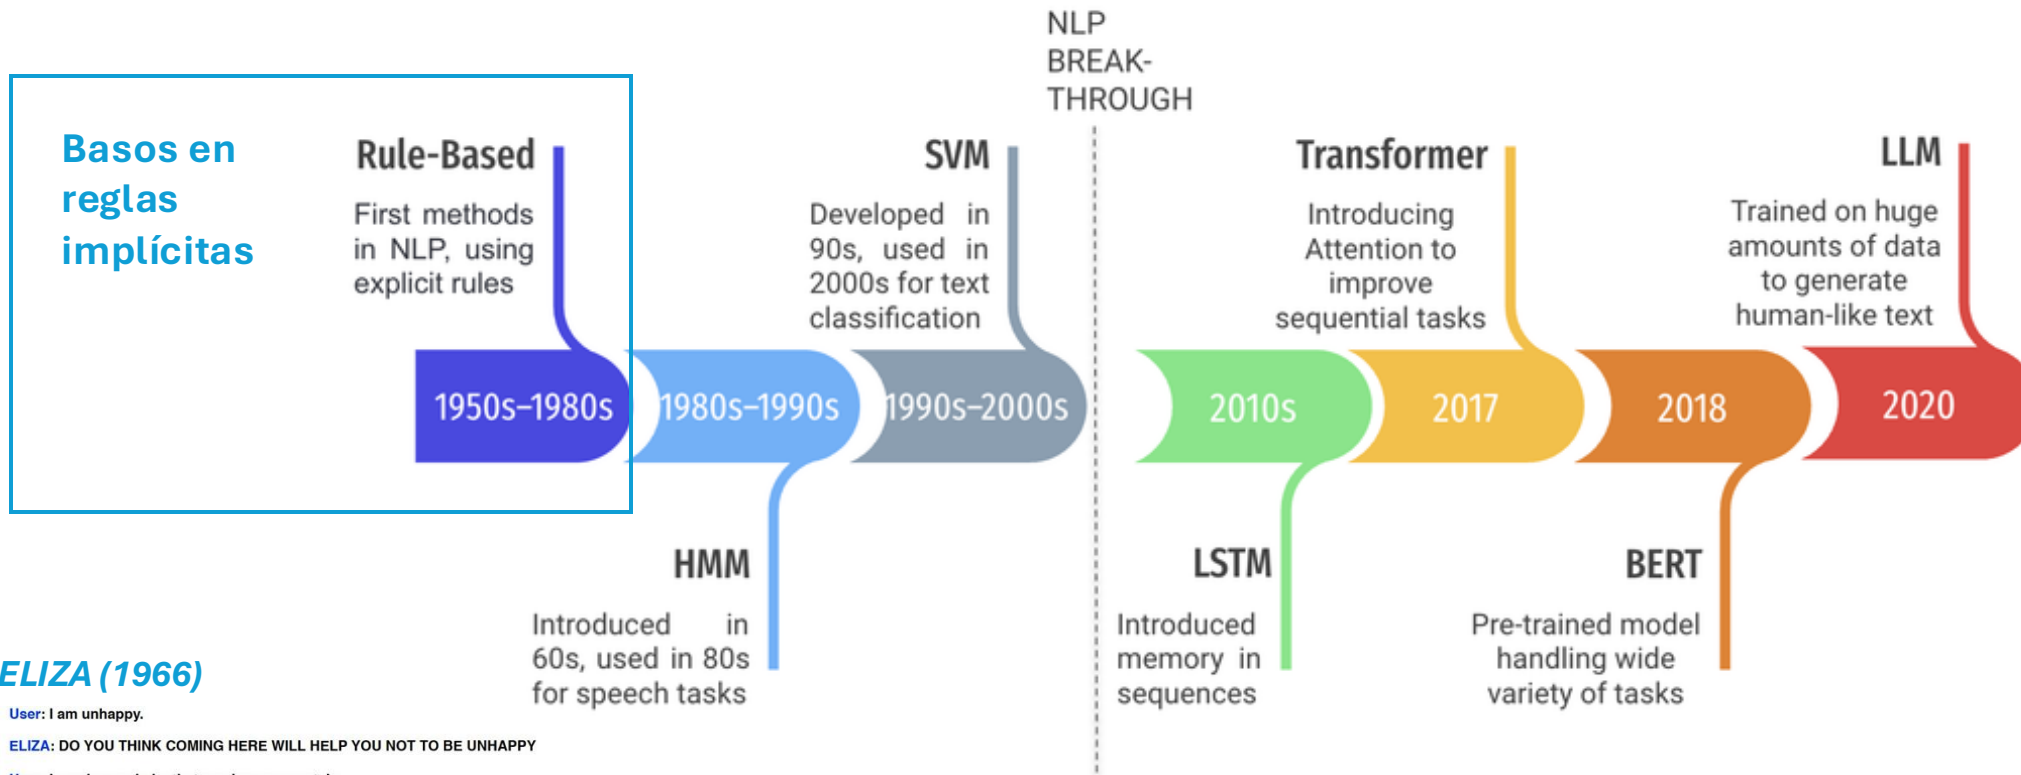 NLP
BREAK-
THROUGH
Basos en
reglas
implícitas
Rule-Based
First methods
in NLP, using
explicit rules
SVM
Developed in
90s, used in
2000s for text
classification
Transformer
Introducing
Attention to
improve
sequential tasks
LLM
Trained on huge
amounts of data
to generate
human-like text
1950s–1980s
1980s–1990s
1990s–2000s
2010s
2017
2018
2020
HMM
Introduced in
60s, used in 80s
for speech tasks
LSTM
Introduced
memory in
sequences
BERT
Pre-trained model
handling wide
variety of tasks
ELIZA (1966)
User: I am unhappy.
ELIZA: DO YOU THINK COMING HERE WILL HELP YOU NOT TO BE UNHAPPY